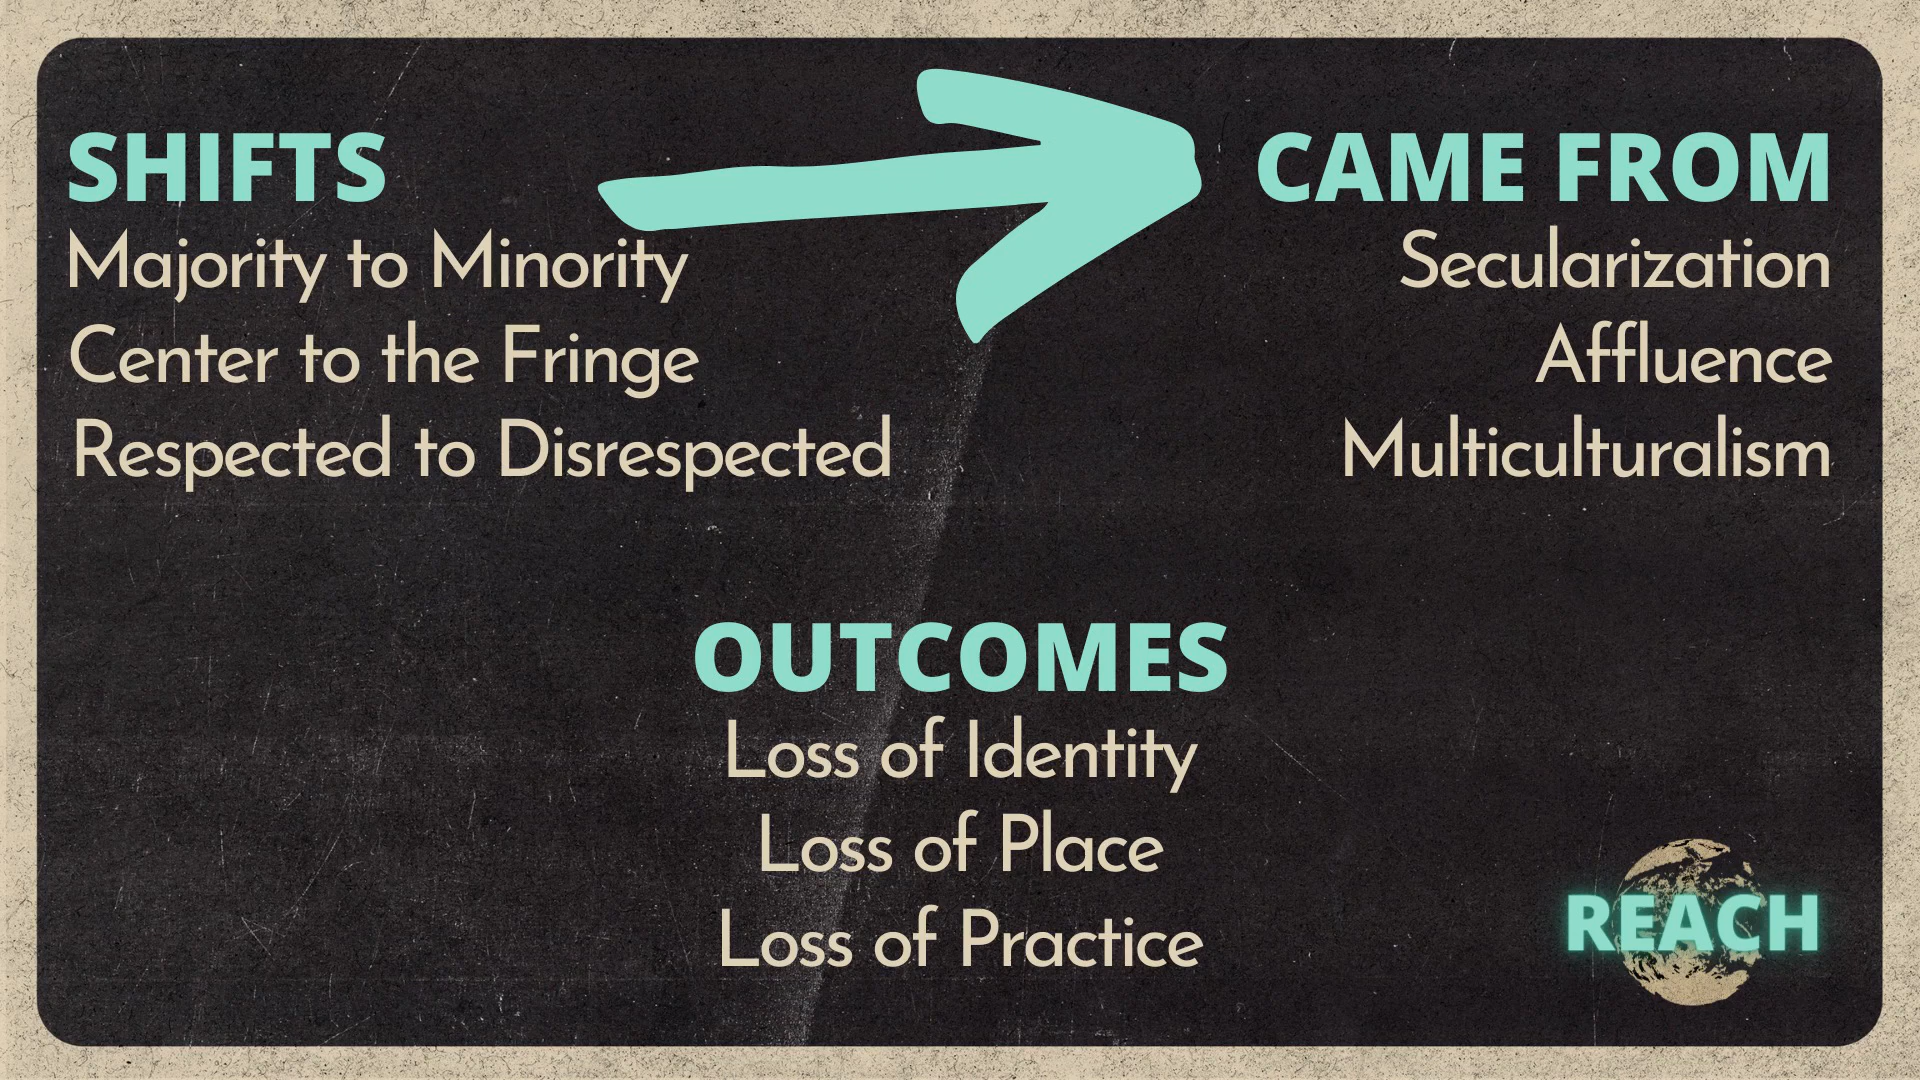 SHIFTS
Majority to Minority
Center to the Fringe
Respected to Disrespected
CAME FROM
Secularization
Affluence
Multiculturalism
OUTCOMES
Loss of Identity
Loss of Place
Loss of Practice
REACH